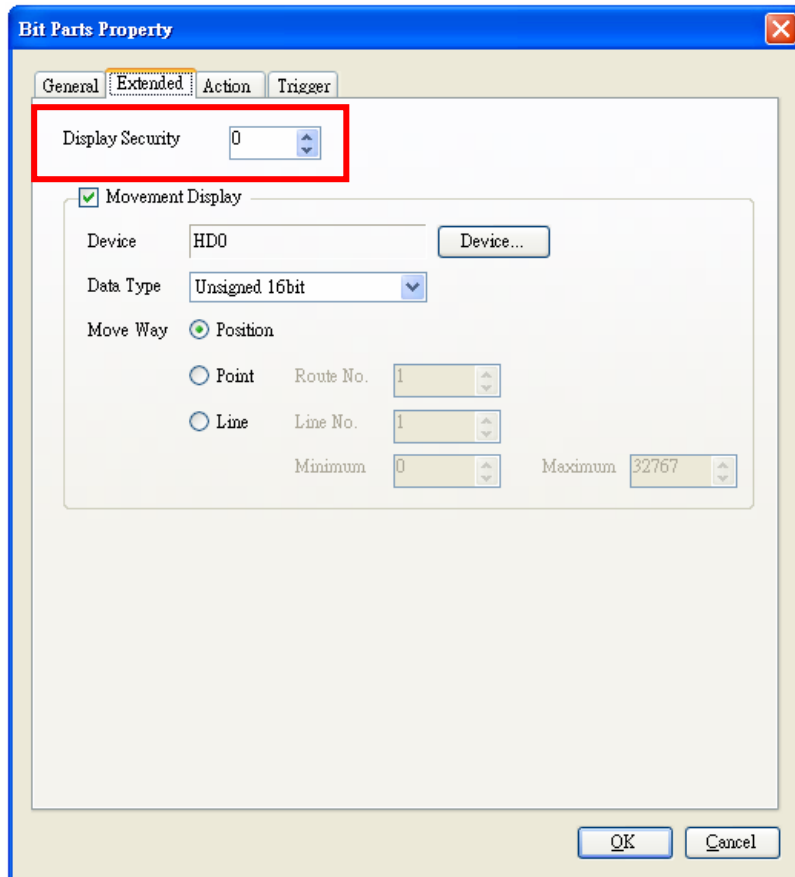 Bit Parts Property
General Extended Action Trigger
Display Security 0
Movement Display
Device HD0 Device...
Data Type Unsigned 16bit
Move Way Position
Point Route No. 1
Line Line No. 1
Minimum 0 Maximum 32767
OK Cancel